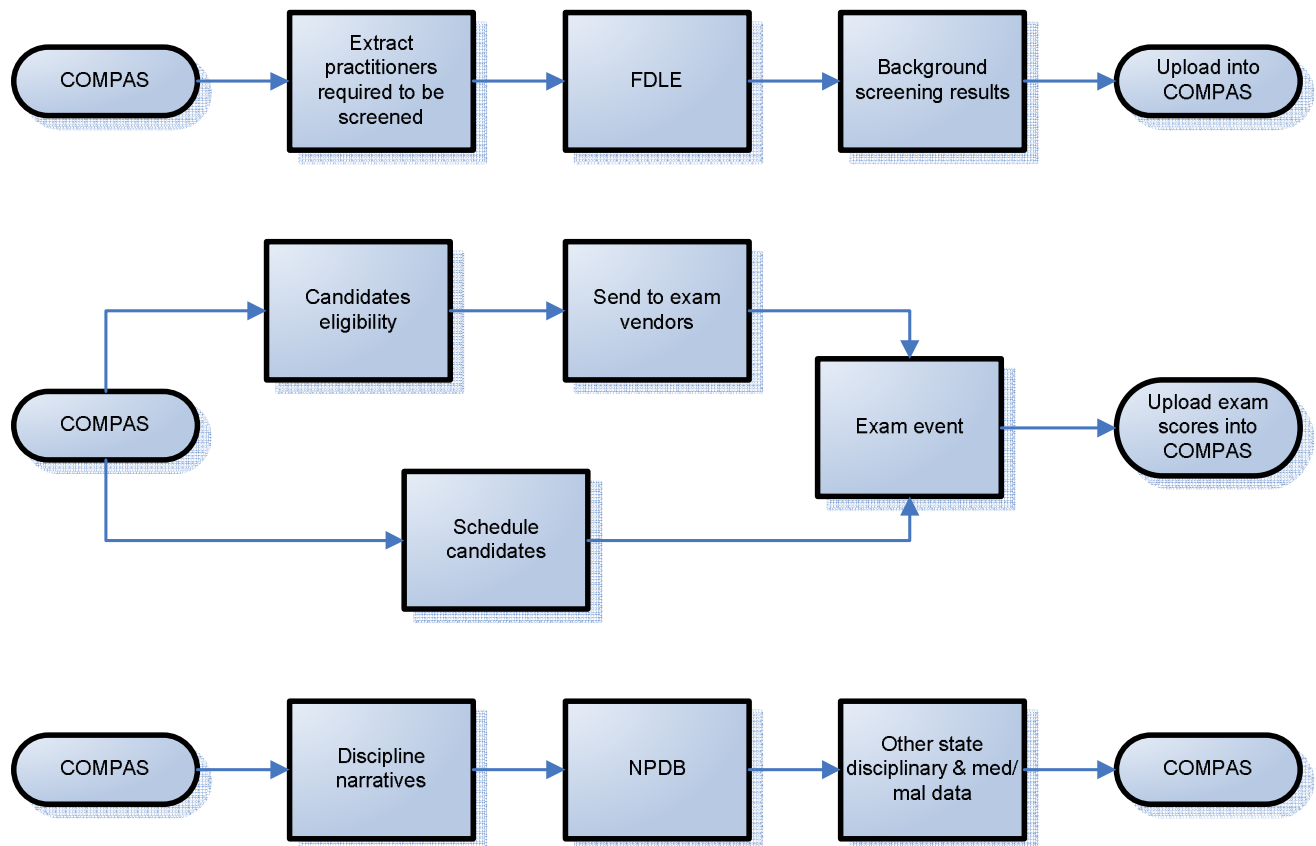 COMPAS
Extract
practitioners
required to be
screened
FDLE
Background
screening results
Upload into
COMPAS
Candidates
eligibility
Send to exam
vendors
COMPAS
Exam event
Upload exam
scores into
COMPAS
Schedule
candidates
COMPAS
Discipline
narratives
NPDB
Other state
disciplinary & med/
mal data
COMPAS